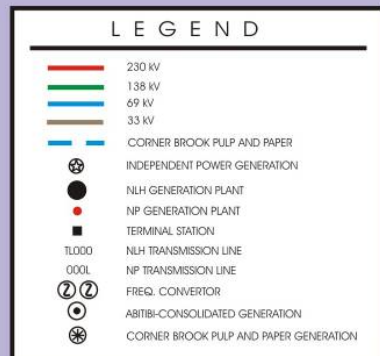 LEGEND
230 kV
138 kV
69 kV
33 kV
CORNER BROOK PULP AND PAPER
INDEPENDENT POWER GENERATION
NLH GENERATION PLANT
NP GENERATION PLANT
TERMINAL STATION
TL000 NLH TRANSMISSION LINE
000L NP TRANSMISSION LINE
2 2 FREQ. CONVERTOR
ABITIBI-CONSOLIDATED GENERATION
CORNER BROOK PULP AND PAPER GENERATION